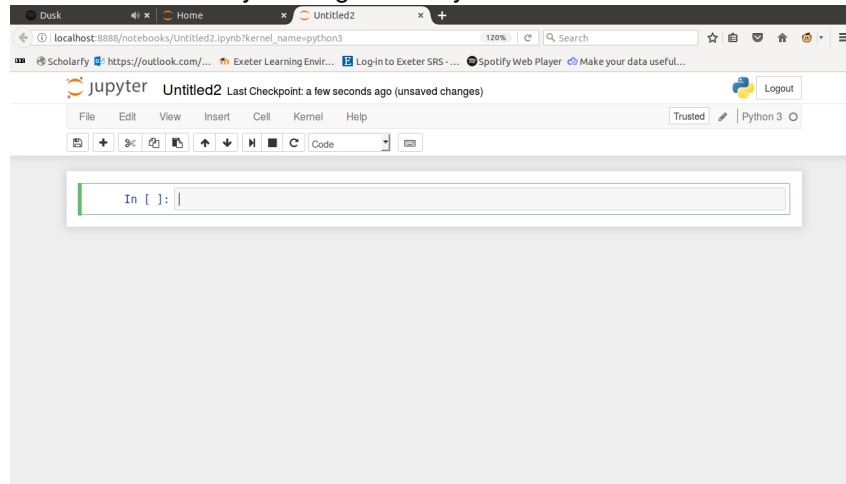 Dusk Home Untitled2
localhost:8888/notebooks/Untitled2.ipynb?kernel_name=python3 120% Search
Scholarfy https://outlook.com/... Exeter Learning Envir... Log-in to Exeter SRS - ... Spotify Web Player Make your data useful...
jupyter Untitled2 Last Checkpoint: a few seconds ago (unsaved changes) Logout
File Edit View Insert Cell Kernel Help Trusted Python 3
Code
In [ ]: